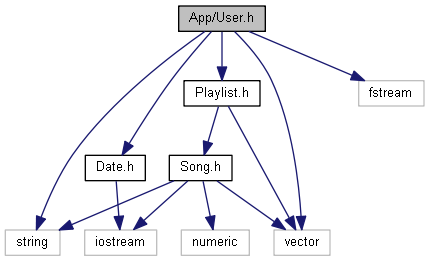 App/User.h
Playlist.h
fstream
Date.h
Song.h
string
iostream
numeric
vector